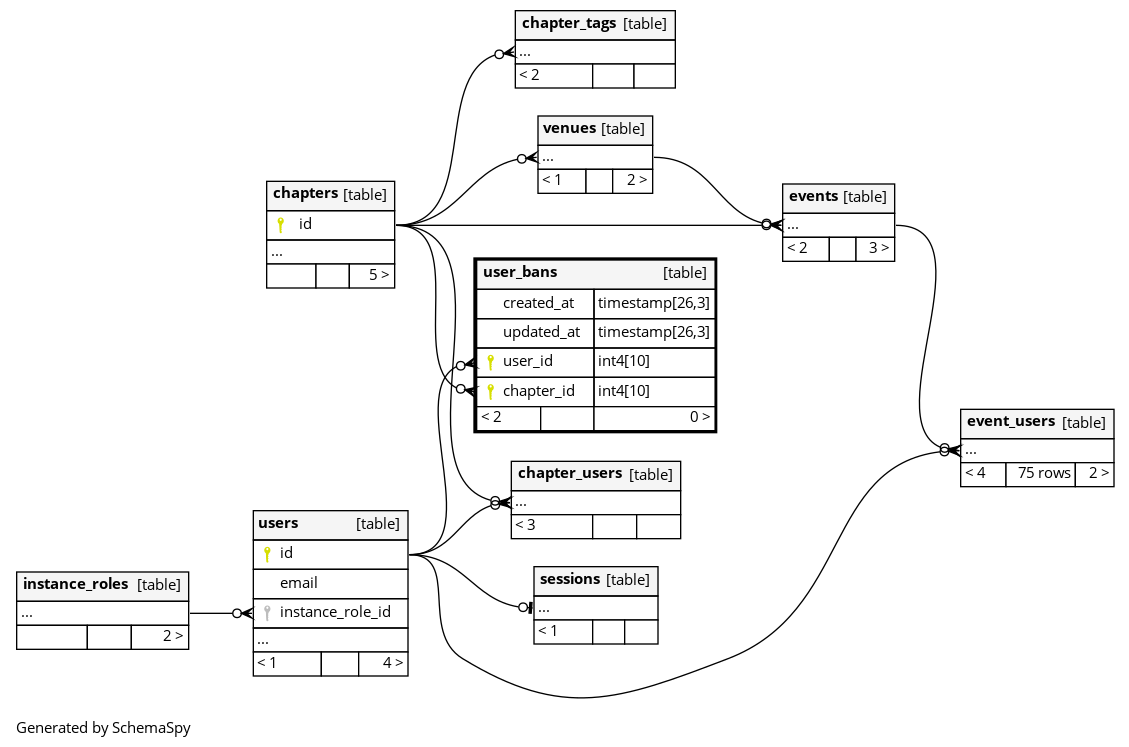 chapter_tags [table]
...
< 2
venues [table]
...
< 1 2 >
chapters [table]
id
...
5 >
events [table]
...
< 2 3 >
user_bans [table]
created_at timestamp[26,3]
updated_at timestamp[26,3]
user_id int4[10]
chapter_id int4[10]
< 2 0 >
event_users [table]
...
< 4 75 rows 2 >
chapter_users [table]
...
< 3
users [table]
id
email
instance_role_id
...
< 1 4 >
instance_roles [table]
...
2 >
sessions [table]
...
< 1
Generated by SchemaSpy